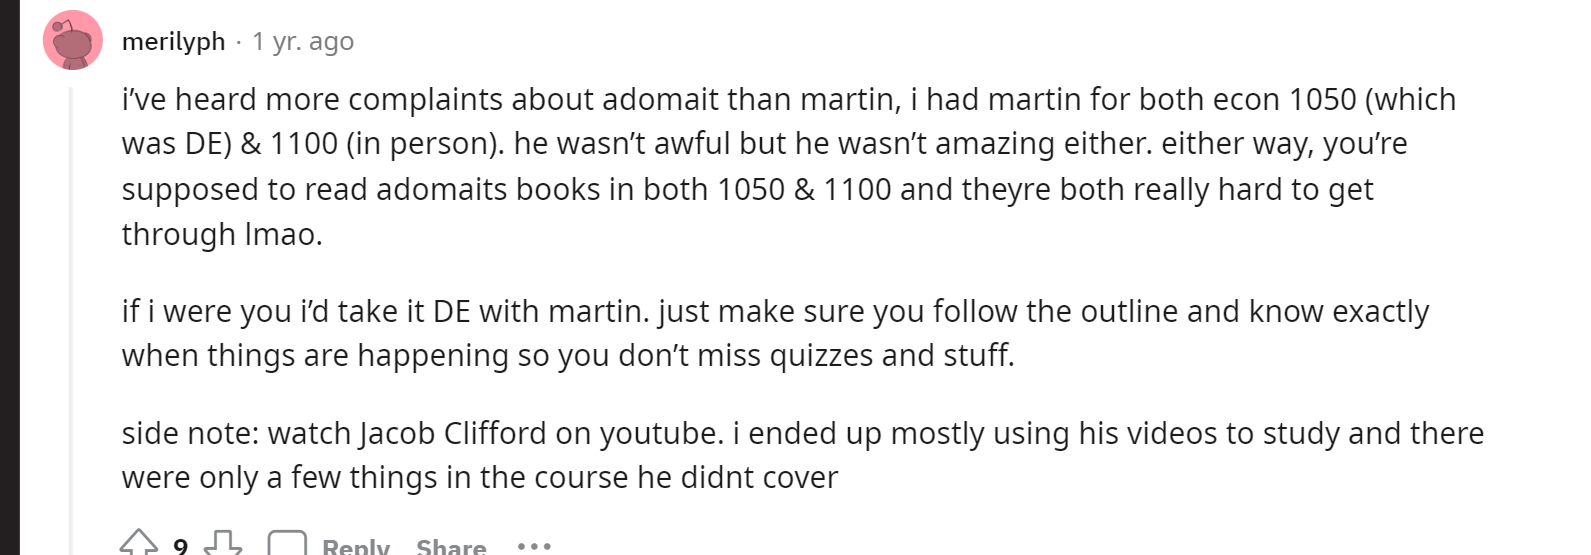 merilyph · 1 yr. ago
i’ve heard more complaints about adomait than martin, i had martin for both econ 1050 (which
was DE) & 1100 (in person). he wasn’t awful but he wasn’t amazing either. either way, you’re
supposed to read adomaits books in both 1050 & 1100 and theyre both really hard to get
through lmao.
if i were you i’d take it DE with martin. just make sure you follow the outline and know exactly
when things are happening so you don’t miss quizzes and stuff.
side note: watch Jacob Clifford on youtube. i ended up mostly using his videos to study and there
were only a few things in the course he didnt cover
9 Reply Share ···